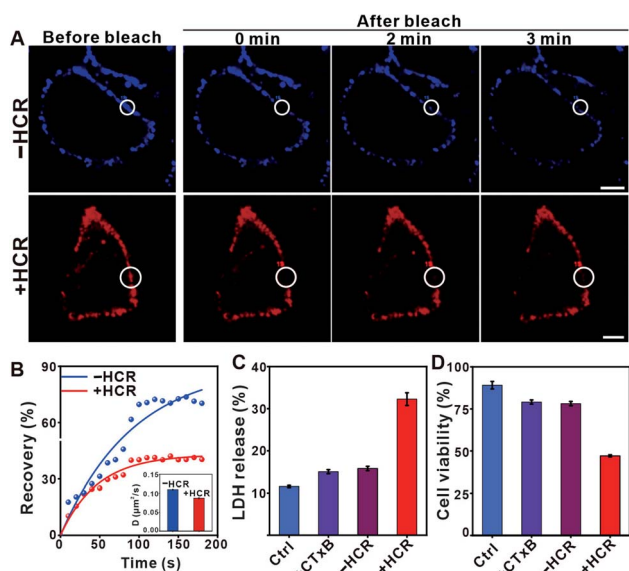 After bleach
A Before bleach 0 min 2 min 3 min
−HCR
+HCR
B C D
−HCR
+HCR
Recovery (%)
90
60
30
0
0 50 100 150 200
Time (s)
D (μm²/s)
0.15
0.10
0.05
0.00
−HCR
+HCR
LDH release (%)
40
30
20
10
Ctrl
CTxB
−HCR
+HCR
Cell viability (%)
100
75
50
25
0
Ctrl
CTxB
−HCR
+HCR